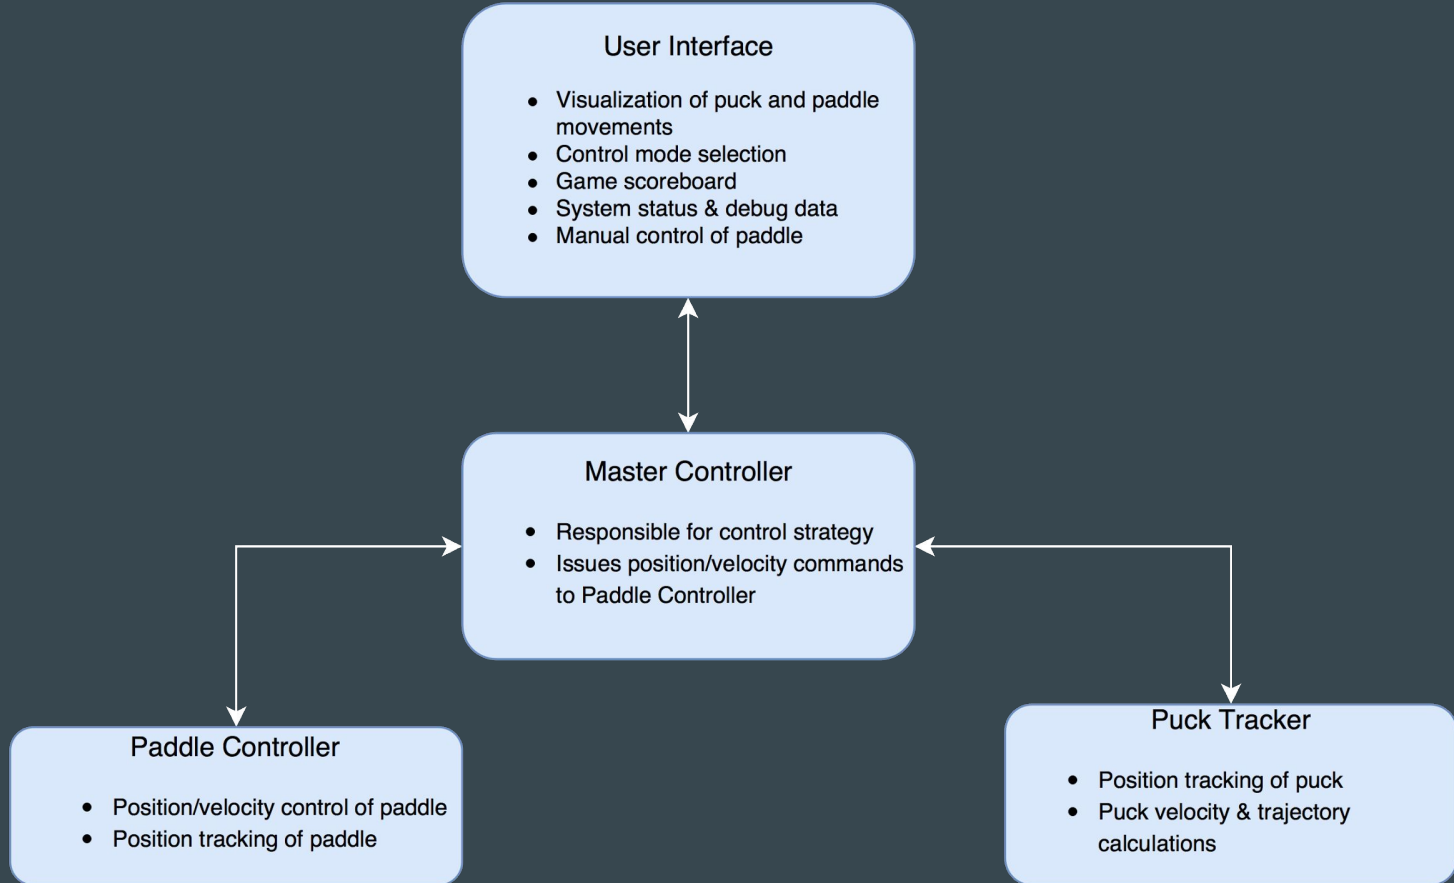 User Interface
● Visualization of puck and paddle
movements
● Control mode selection
● Game scoreboard
● System status & debug data
● Manual control of paddle
Master Controller
● Responsible for control strategy
● Issues position/velocity commands
to Paddle Controller
Paddle Controller
● Position/velocity control of paddle
● Position tracking of paddle
Puck Tracker
● Position tracking of puck
● Puck velocity & trajectory
calculations